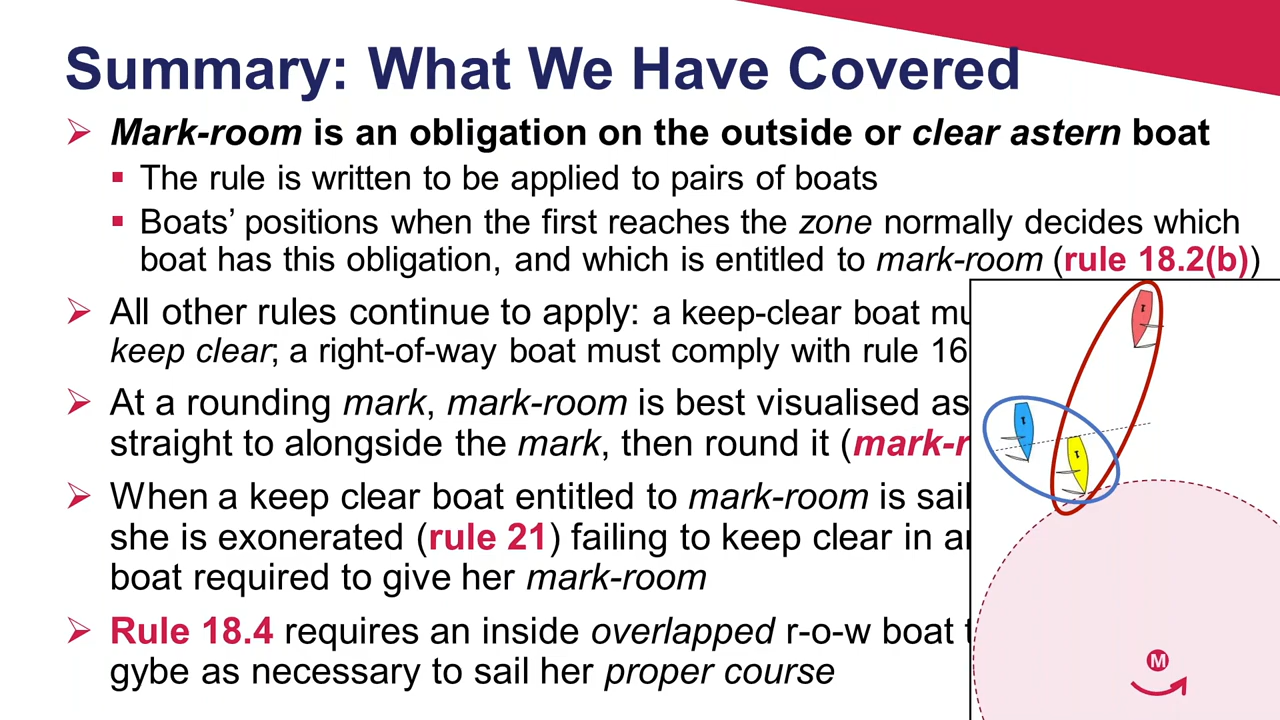 Summary: What We Have Covered
Mark-room is an obligation on the outside or clear astern boat
The rule is written to be applied to pairs of boats
Boats’ positions when the first reaches the zone normally decides which
boat has this obligation, and which is entitled to mark-room (rule 18.2(b))
All other rules continue to apply: a keep-clear boat
keep clear; a right-of-way boat must comply with rule 16
At a rounding mark, mark-room is best visualised as
straight to alongside the mark, then round it (mark-r
When a keep clear boat entitled to mark-room is
she is exonerated (rule 21) failing to keep clear in
boat required to give her mark-room
Rule 18.4 requires an inside overlapped r-o-w boat
gybe as necessary to sail her proper course
1
1
1
M